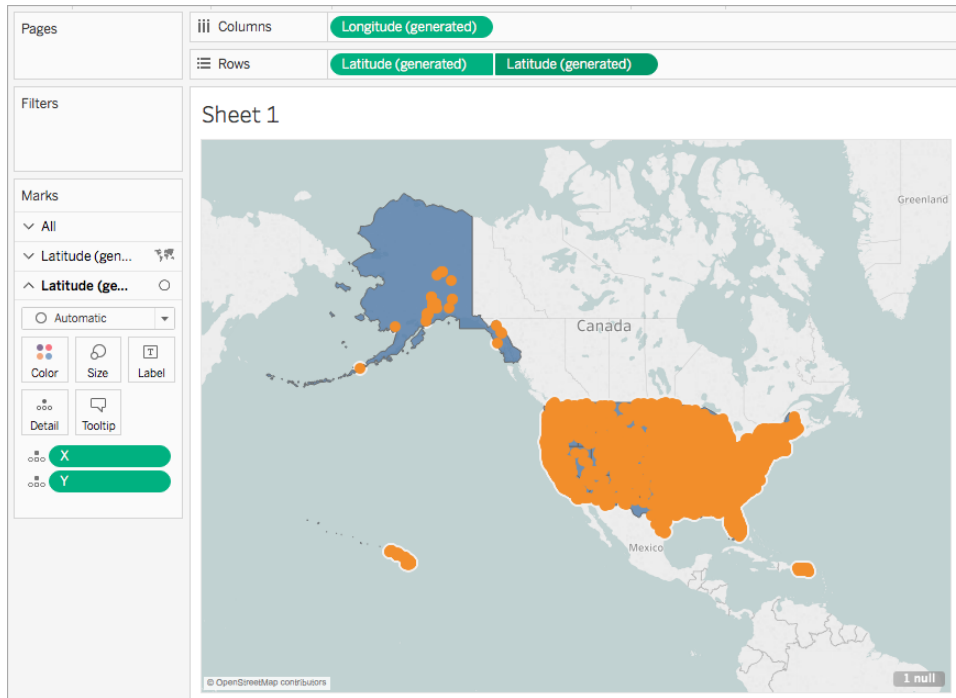 Pages
Columns
Longitude (generated)
Rows
Latitude (generated)
Latitude (generated)
Filters
Sheet 1
Marks
All
Latitude (gen...
Latitude (ge...
Automatic
Color
Size
T
Label
Detail
Tooltip
X
Y
Greenland
Canada
Mexico
© OpenStreetMap contributors
1 null